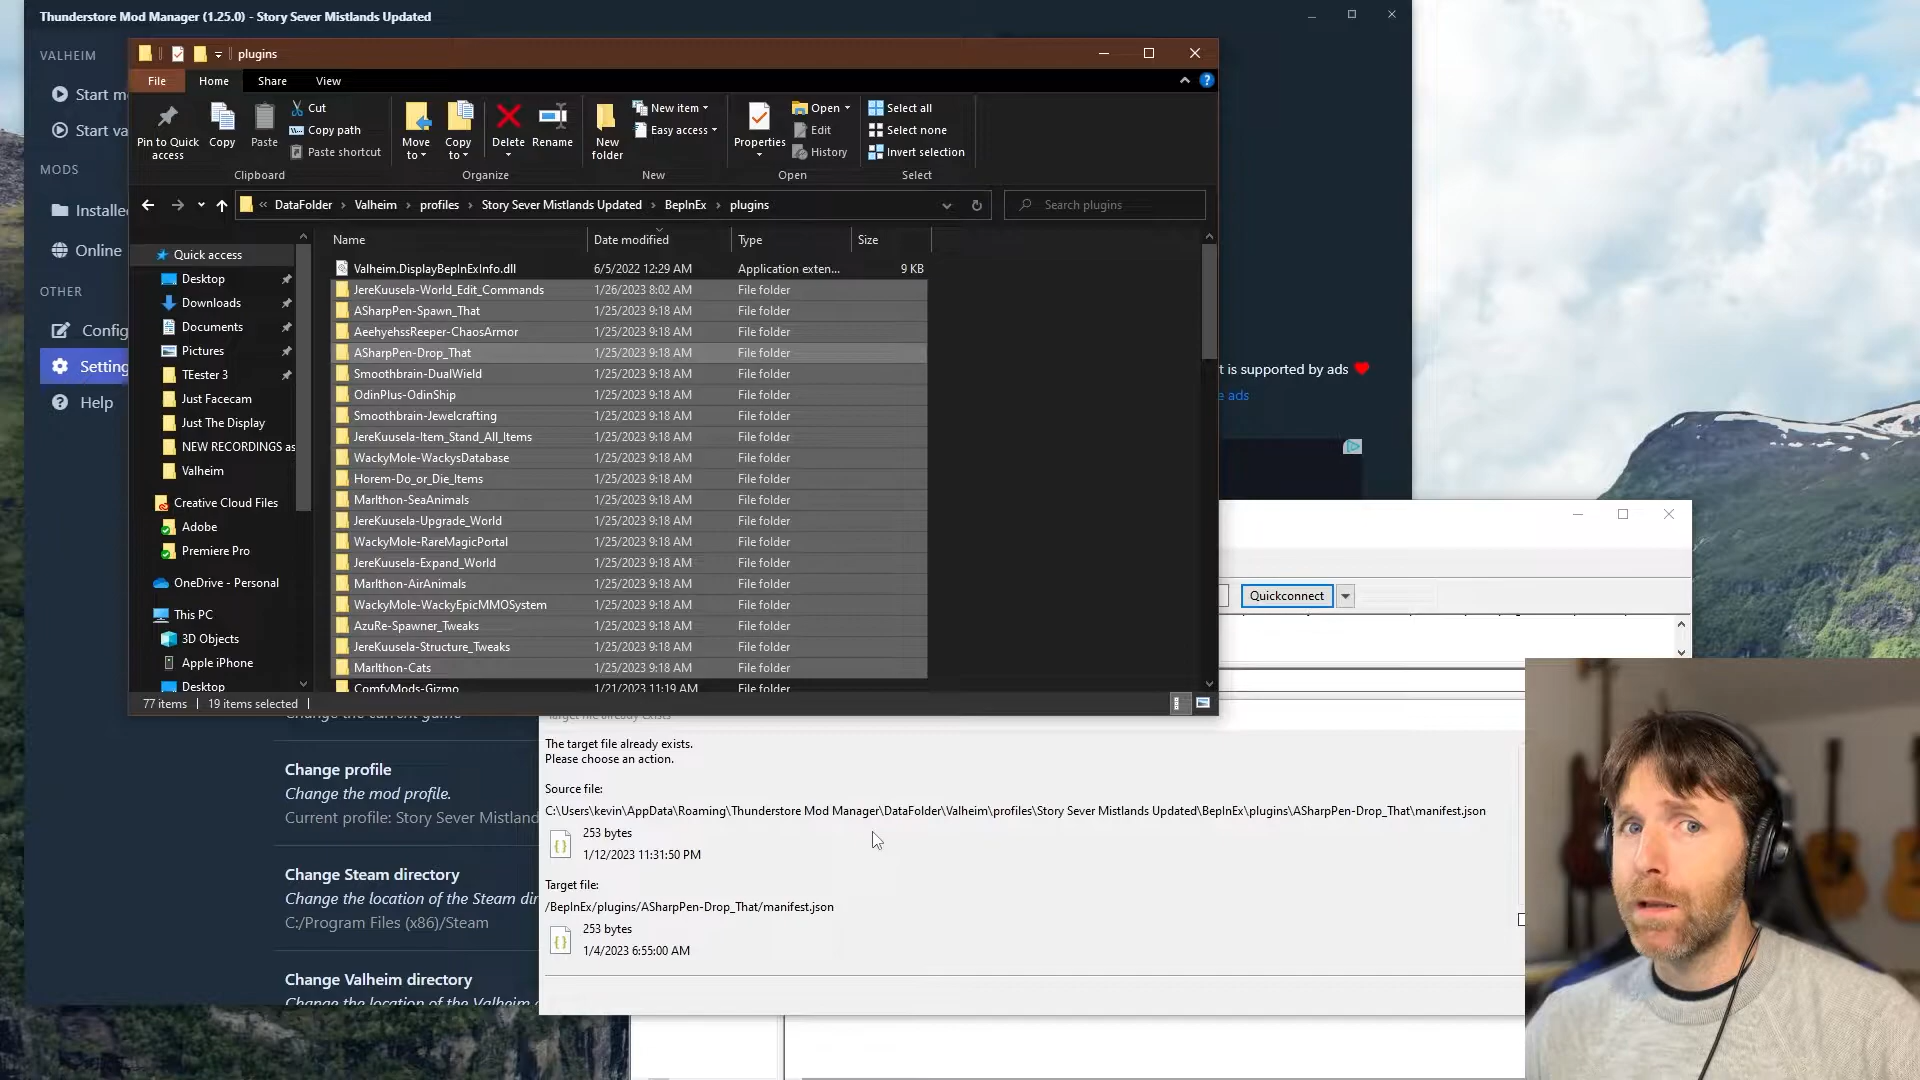 Thunderstore Mod Manager (1.25.0) - Story Sever Mistlands Updated
VALHEIM
Start m
Start va
MODS
Installe
Online
OTHER
Config
Setting
Help
plugins
File Home Share View
Pin to Quick access
Copy
Paste
Cut
Copy path
Paste shortcut
Clipboard
Move to
Copy to
Delete
Rename
Organize
New folder
New item
Easy access
New
Properties
Open
Edit
History
Open
Select all
Select none
Invert selection
Select
« DataFolder > Valheim > profiles > Story Sever Mistlands Updated > BepInEx > plugins
Search plugins
Quick access
Desktop
Downloads
Documents
Pictures
TEester 3
Just Facecam
Just The Display
NEW RECORDINGS as
Valheim
Creative Cloud Files
Adobe
Premiere Pro
OneDrive - Personal
This PC
3D Objects
Apple iPhone
Desktop
Name Date modified Type Size
Valheim.DisplayBepInExInfo.dll 6/5/2022 12:29 AM Application exten... 9 KB
JereKuusela-World_Edit_Commands 1/26/2023 8:02 AM File folder
ASharpPen-Spawn_That 1/25/2023 9:18 AM File folder
AeehyehssReeper-ChaosArmor 1/25/2023 9:18 AM File folder
ASharpPen-Drop_That 1/25/2023 9:18 AM File folder
Smoothbrain-DualWield 1/25/2023 9:18 AM File folder
OdinPlus-OdinShip 1/25/2023 9:18 AM File folder
Smoothbrain-Jewelcrafting 1/25/2023 9:18 AM File folder
JereKuusela-Item_Stand_All_Items 1/25/2023 9:18 AM File folder
WackyMole-WackysDatabase 1/25/2023 9:18 AM File folder
Horem-Do_or_Die_Items 1/25/2023 9:18 AM File folder
Marlthon-SeaAnimals 1/25/2023 9:18 AM File folder
JereKuusela-Upgrade_World 1/25/2023 9:18 AM File folder
WackyMole-RareMagicPortal 1/25/2023 9:18 AM File folder
JereKuusela-Expand_World 1/25/2023 9:18 AM File folder
Marlthon-AirAnimals 1/25/2023 9:18 AM File folder
WackyMole-WackyEpicMMOSystem 1/25/2023 9:18 AM File folder
AzuRe-Spawner_Tweaks 1/25/2023 9:18 AM File folder
JereKuusela-Structure_Tweaks 1/25/2023 9:18 AM File folder
Marlthon-Cats 1/25/2023 9:18 AM File folder
ComfyMods-Gizmo 1/21/2023 11:19 AM File folder
77 items 19 items selected
t is supported by ads
e ads
Quickconnect
Change the current game
Change profile
Change the mod profile.
Current profile: Story Sever Mistland
Change Steam directory
Change the location of the Steam dir
C:/Program Files (x86)/Steam
Change Valheim directory
Change the location of the Valheim
Target file already exists
The target file already exists.
Please choose an action.
Source file:
C:\Users\kevin\AppData\Roaming\Thunderstore Mod Manager\DataFolder\Valheim\profiles\Story Sever Mistlands Updated\BepInEx\plugins\ASharpPen-Drop_That\manifest.json
253 bytes
1/12/2023 11:31:50 PM
Target file:
/BepInEx/plugins/ASharpPen-Drop_That/manifest.json
253 bytes
1/4/2023 6:55:00 AM